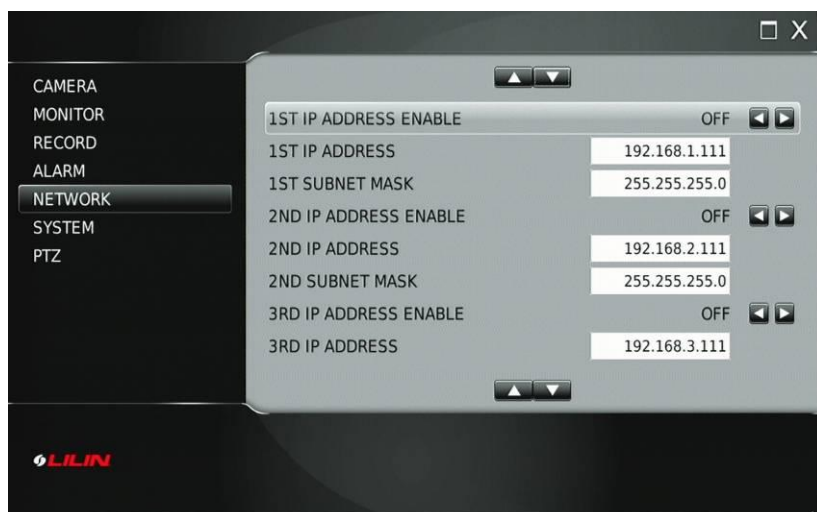 X
CAMERA
MONITOR
RECORD
ALARM
NETWORK
SYSTEM
PTZ
1ST IP ADDRESS ENABLE OFF
1ST IP ADDRESS 192.168.1.111
1ST SUBNET MASK 255.255.255.0
2ND IP ADDRESS ENABLE OFF
2ND IP ADDRESS 192.168.2.111
2ND SUBNET MASK 255.255.255.0
3RD IP ADDRESS ENABLE OFF
3RD IP ADDRESS 192.168.3.111
LILIN